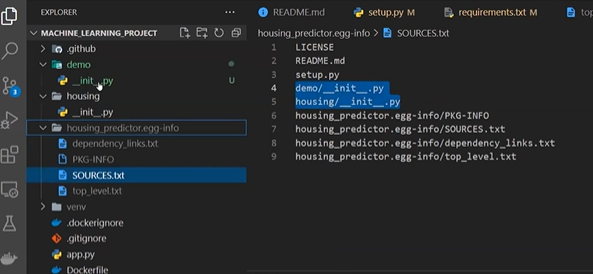 EXPLORER
MACHINE_LEARNING_PROJECT
.github
demo
__init__.py U
housing
__init__.py
housing_predictor.egg-info
dependency_links.txt
PKG-INFO
SOURCES.txt
top_level.txt
venv
.dockerignore
.gitignore
app.py
Dockerfile
3
README.md
setup.py M
requirements.txt M
top
housing_predictor.egg-info > SOURCES.txt
1 LICENSE
2 README.md
3 setup.py
4 demo/__init__.py
5 housing/__init__.py
6 housing_predictor.egg-info/PKG-INFO
7 housing_predictor.egg-info/SOURCES.txt
8 housing_predictor.egg-info/dependency_links.txt
9 housing_predictor.egg-info/top_level.txt